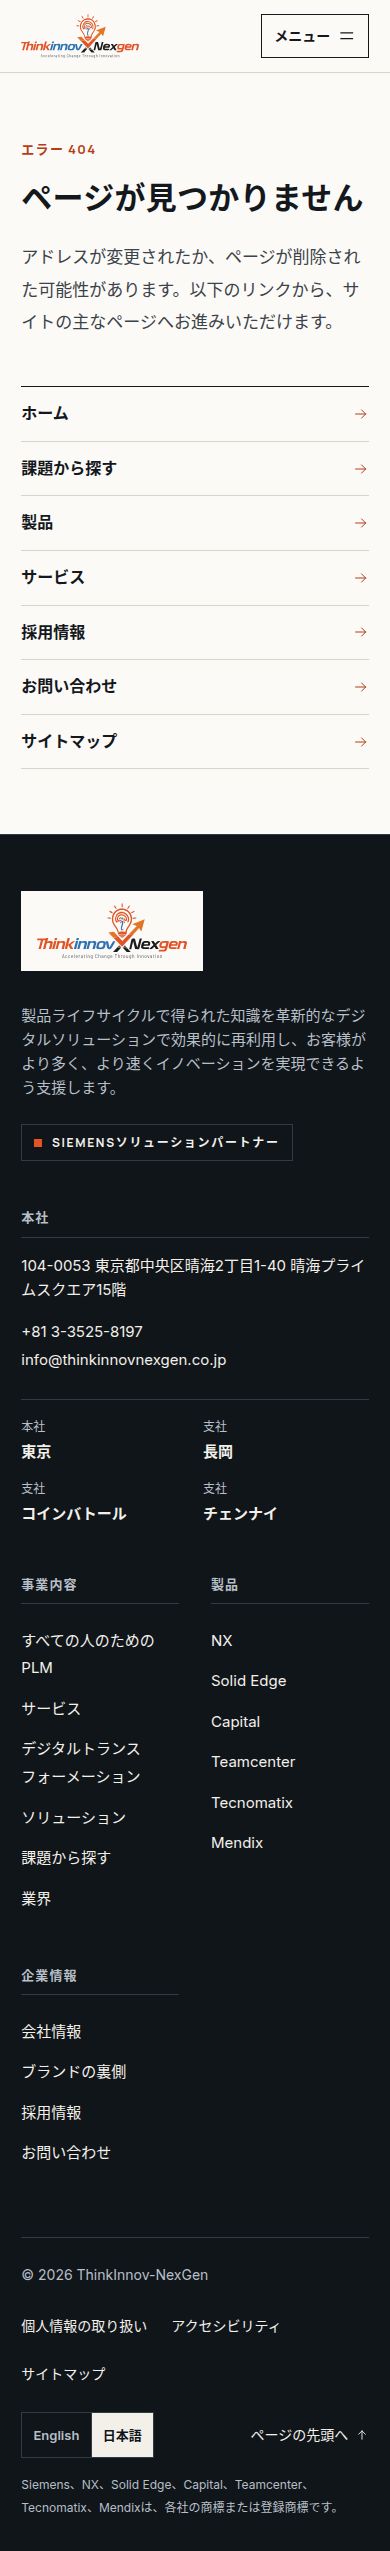 ThinkinnovXNexgen
Accelerating Change Through Innovation
メニュー
エラー 404
ページが見つかりません
アドレスが変更されたか、ページが削除され
た可能性があります。以下のリンクから、サ
イトの主なページへお進みいただけます。
ホーム
課題から探す
製品
サービス
採用情報
お問い合わせ
サイトマップ
ThinkinnovXNexgen
Accelerating Change Through Innovation
製品ライフサイクルで得られた知識を革新的なデジ
タルソリューションで効果的に再利用し、お客様が
より多く、より速くイノベーションを実現できるよ
う支援します。
SIEMENSソリューションパートナー
本社
104-0053 東京都中央区晴海2丁目1-40 晴海プライ
ムスクエア15階
+81 3-3525-8197
info@thinkinnovnexgen.co.jp
本社
東京
支社
長岡
支社
コインバトール
支社
チェンナイ
事業内容
すべての人のための
PLM
サービス
デジタルトランス
フォーメーション
ソリューション
課題から探す
業界
製品
NX
Solid Edge
Capital
Teamcenter
Tecnomatix
Mendix
企業情報
会社情報
ブランドの裏側
採用情報
お問い合わせ
© 2026 ThinkInnov-NexGen
個人情報の取り扱い アクセシビリティ
サイトマップ
English 日本語
ページの先頭へ ↑
Siemens、NX、Solid Edge、Capital、Teamcenter、
Tecnomatix、Mendixは、各社の商標または登録商標です。